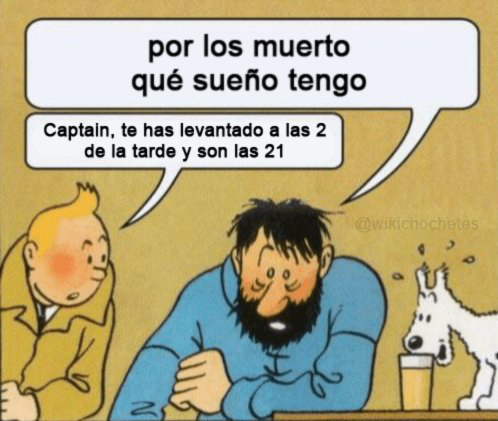 por los muerto
qué sueño tengo
Captain, te has levantado a las 2
de la tarde y son las 21
@wikichochetes